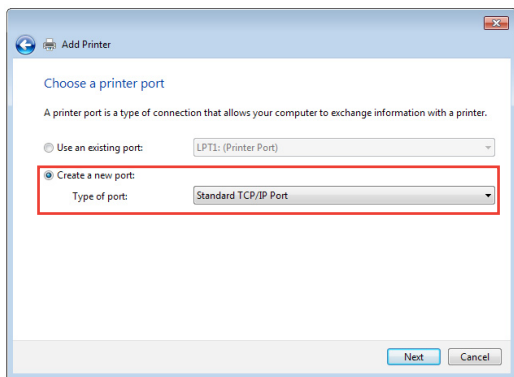 Add Printer
Choose a printer port
A printer port is a type of connection that allows your computer to exchange information with a printer.
Use an existing port: LPT1: (Printer Port)
Create a new port:
Type of port: Standard TCP/IP Port
Next Cancel